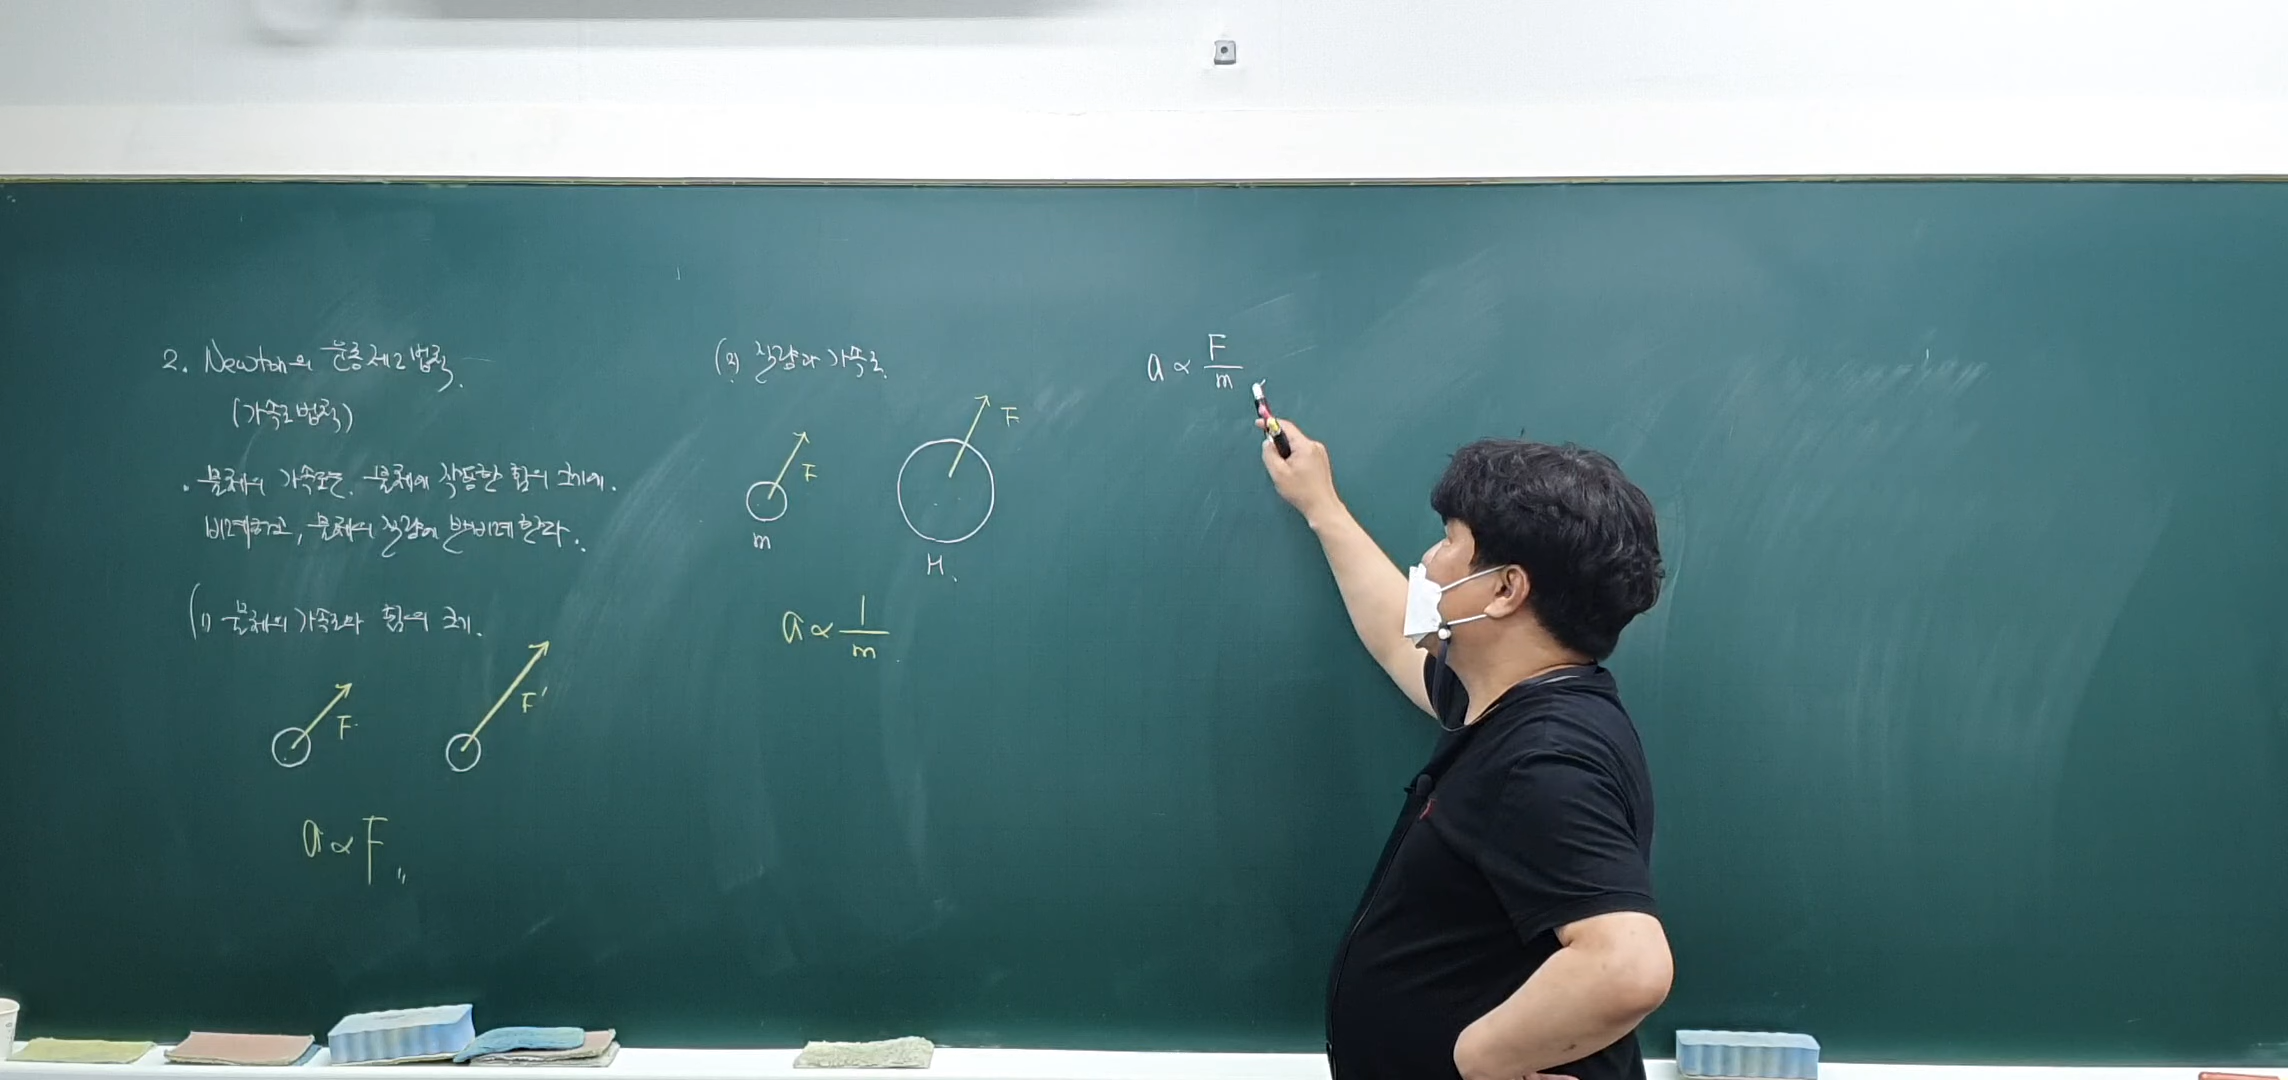 2. Newton의 운동 제2법칙.
(가속도 법칙)
· 물체의 가속도는, 물체에 작용한 힘의 크기에.
비례하고, 물체의 질량에 반비례한다.
(1) 물체의 가속도와 힘의 크기.
F
F'
a ∝ F
(2) 질량과 가속도.
F
m
F
M.
a ∝ 1/m
a ∝ F/m